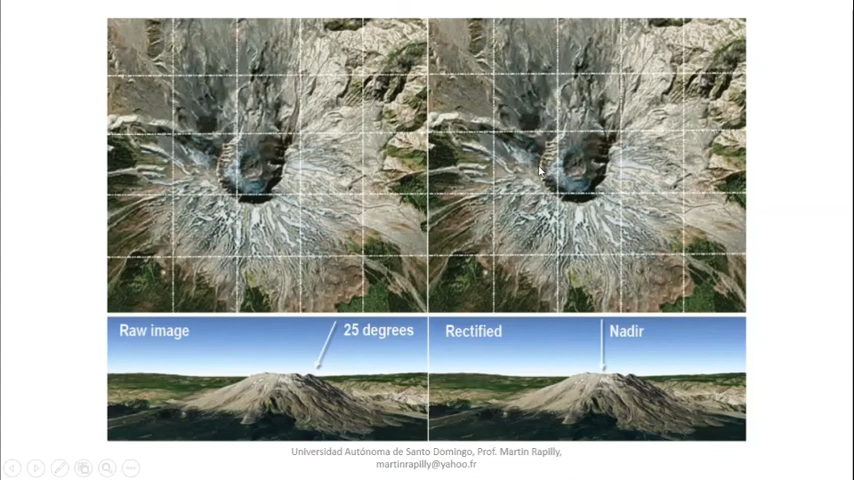 Raw image
25 degrees
Rectified
Nadir
Universidad Autónoma de Santo Domingo, Prof. Martin Rapilly,
martinrapilly@yahoo.fr